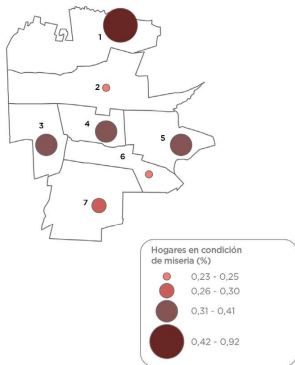 1
2
3
4
5
6
7
Hogares en condición
de miseria (%)
0,23 - 0,25
0,26 - 0,30
0,31 - 0,41
0,42 - 0,92